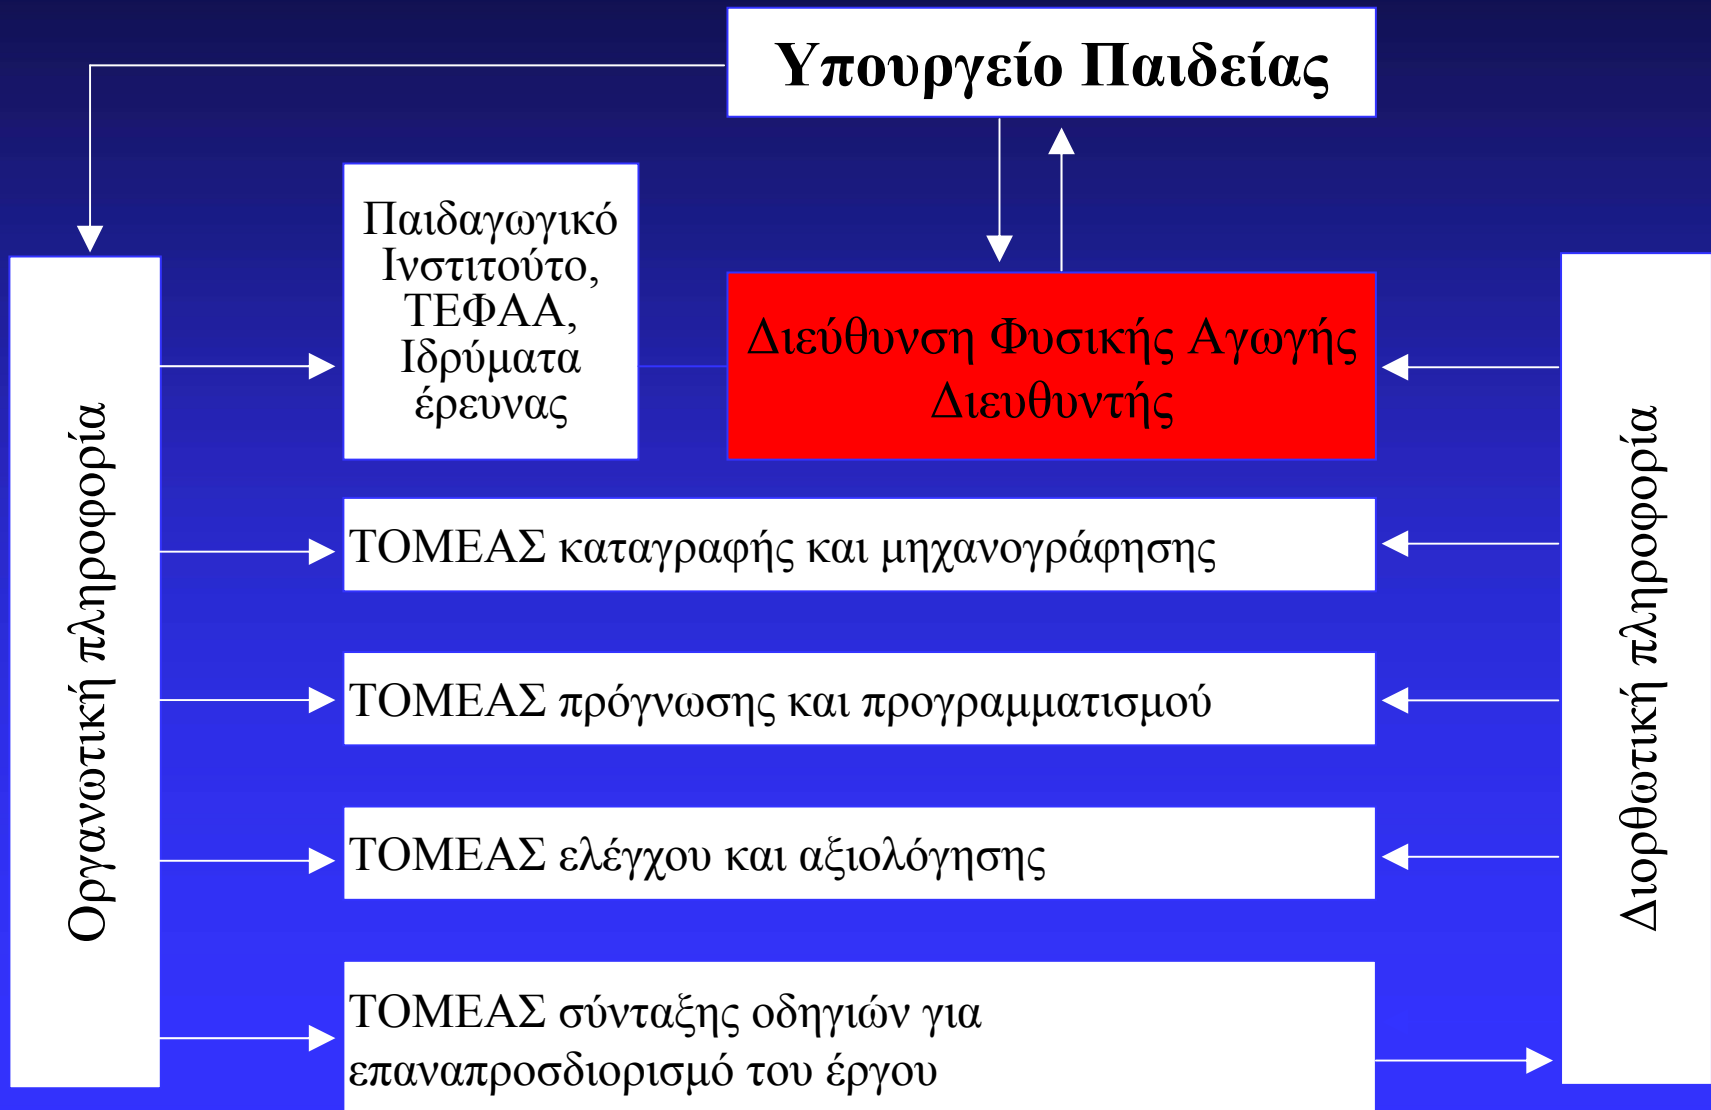 Υπουργείο Παιδείας
Παιδαγωγικό
Ινστιτούτο,
ΤΕΦΑΑ,
Ιδρύματα
έρευνας
Διεύθυνση Φυσικής Αγωγής
Διευθυντής
Οργανωτική πληροφορία
ΤΟΜΕΑΣ καταγραφής και μηχανογράφησης
ΤΟΜΕΑΣ πρόγνωσης και προγραμματισμού
ΤΟΜΕΑΣ ελέγχου και αξιολόγησης
ΤΟΜΕΑΣ σύνταξης οδηγιών για
επαναπροσδιορισμό του έργου
Διορθωτική πληροφορία